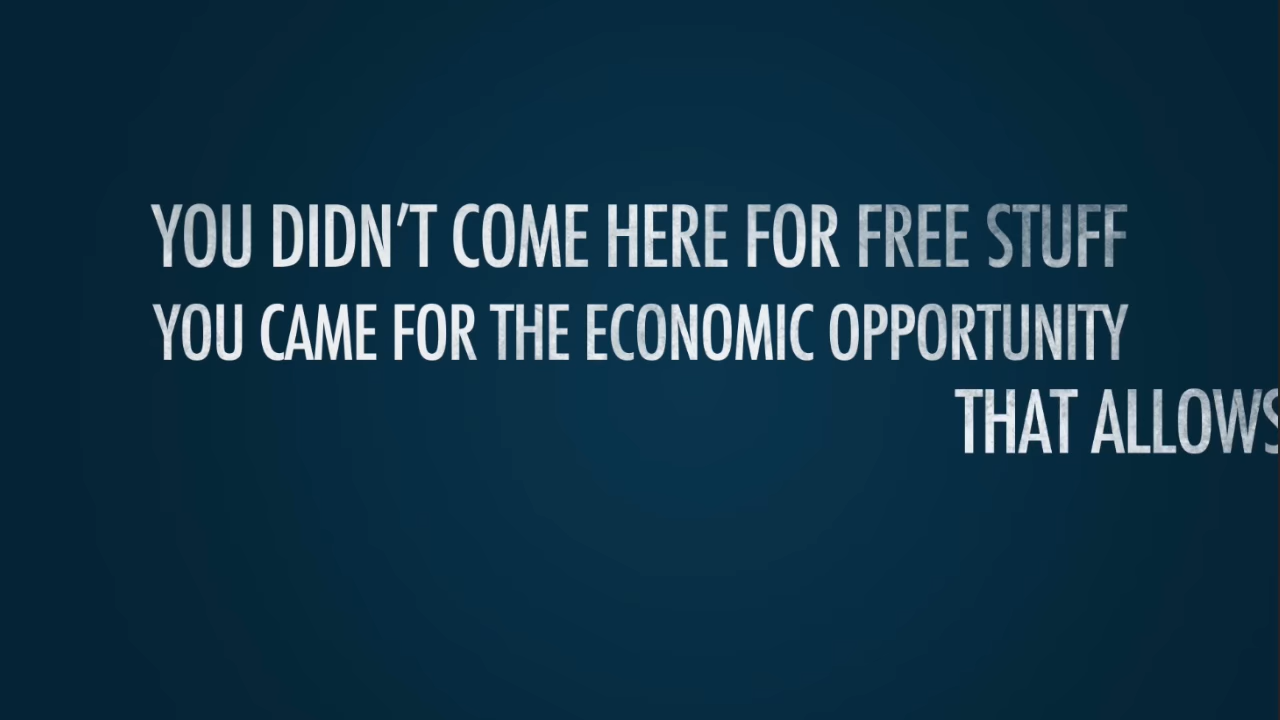 YOU DIDN'T COME HERE FOR FREE STUFF
YOU CAME FOR THE ECONOMIC OPPORTUNITY
THAT ALLOWS